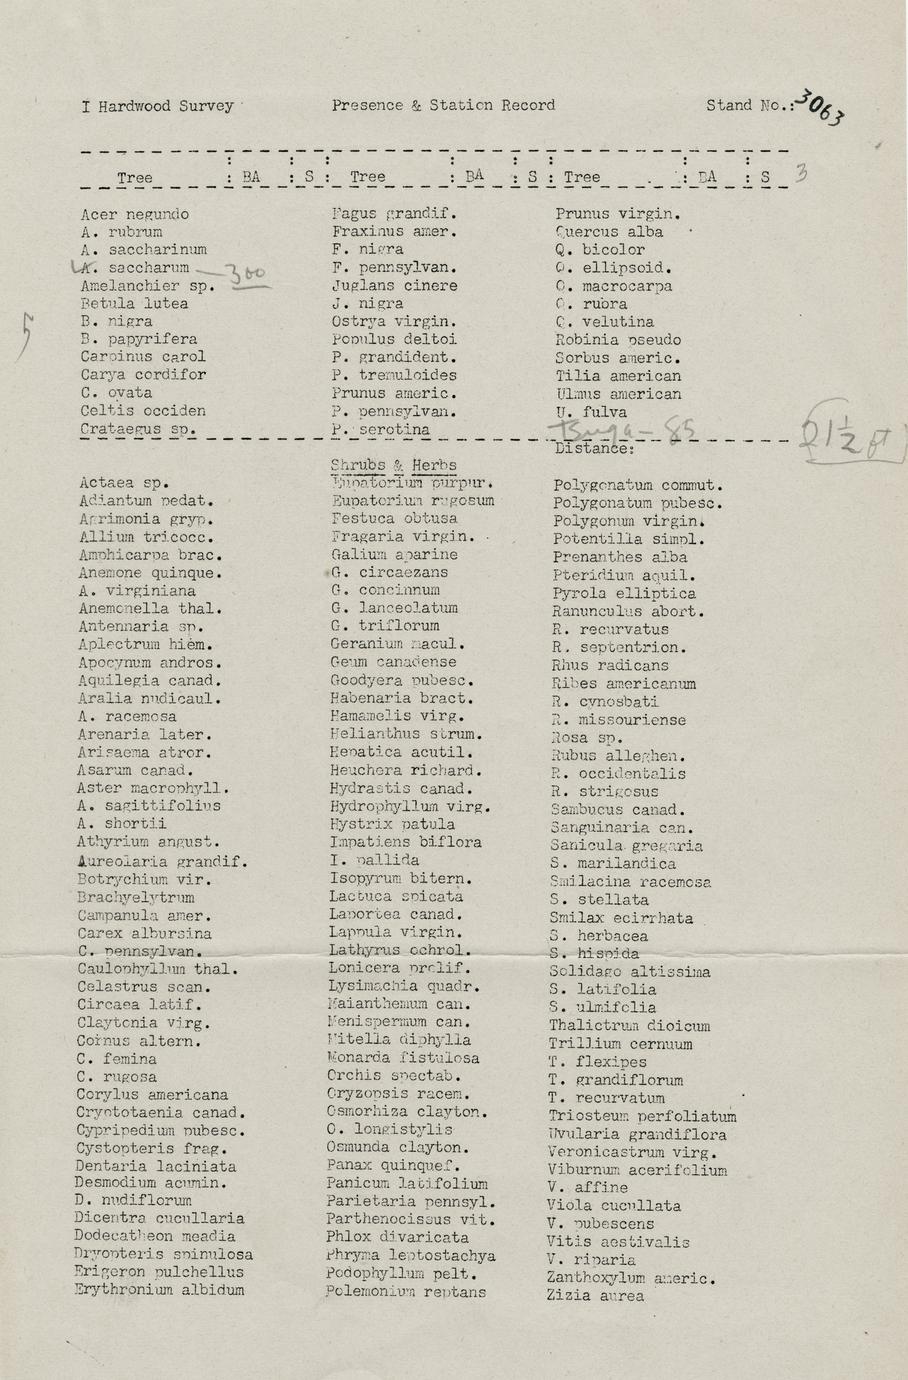 I Hardwood Survey Presence & Station Record Stand No.: 3063
Tree : BA : S : Tree : BA : S : Tree : BA : S 3
Acer negundo Fagus grandif. Prunus virgin.
A. rubrum Fraxinus amer. Quercus alba
A. saccharinum F. nigra Q. bicolor
A. saccharum 300 F. pennsylvan. Q. ellipsoid.
Amelanchier sp. Juglans cinere Q. macrocarpa
Betula lutea J. nigra Q. rubra
5 B. nigra Ostrya virgin. Q. velutina
B. papyrifera Populus deltoi Robinia pseudo
Carpinus carol P. grandident. Sorbus americ.
Carya cordifor P. tremuloides Tilia american
C. ovata Prunus americ. Ulmus american
Celtis occiden P. pennsylvan. U. fulva
Crataegus sp. P. serotina 85 21½ ft
Distance:
Shrubs & Herbs
Actaea sp. Eupatorium purpur. Polygonatum commut.
Adiantum pedat. Eupatorium rugosum Polygonatum pubesc.
Agrimonia gryp. Festuca obtusa Polygonum virgin.
Allium tricocc. Fragaria virgin. Potentilla simpl.
Amphicarpa brac. Galium aparine Prenanthes alba
Anemone quinque. G. circaezans Pteridium aquil.
A. virginiana G. concinnum Pyrola elliptica
Anemonella thal. G. lanceolatum Ranunculus abort.
Antennaria sp. G. triflorum R. recurvatus
Aplectrum hiem. Geranium macul. R. septentrion.
Apocynum andros. Geum canadense Rhus radicans
Aquilegia canad. Goodyera pubesc. Ribes americanum
Aralia nudicaul. Habenaria bract. R. cynosbati
A. racemosa Hamamelis virg. R. missouriense
Arenaria later. Helianthus strum. Rosa sp.
Arisaema atror. Hepatica acutil. Rubus alleghen.
Asarum canad. Heuchera richard. R. occidentalis
Aster macrophyll. Hydrastis canad. R. strigosus
A. sagittifolius Hydrophyllum virg. Sambucus canad.
A. shortii Hystrix patula Sanguinaria can.
Athyrium angust. Impatiens biflora Sanicula gregaria
Aureolaria grandif. I. pallida S. marilandica
Botrychium vir. Isopyrum bitern. Smilacina racemosa
Brachyelytrum Lactuca spicata S. stellata
Campanula amer. Laportea canad. Smilax ecirrhata
Carex albursina Lappula virgin. S. herbacea
C. pennsylvan. Lathyrus ochrol. S. hispida
Caulophyllum thal. Lonicera prolif. Solidago altissima
Celastrus scan. Lysimachia quadr. S. latifolia
Circaea latif. Maianthemum can. S. ulmifolia
Claytonia virg. Menispermum can. Thalictrum dioicum
Cornus altern. Mitella diphylla Trillium cernuum
C. femina Monarda fistulosa T. flexipes
C. rugosa Orchis spectab. T. grandiflorum
Corylus americana Oryzopsis racem. T. recurvatum
Cryptotaenia canad. Osmorhiza clayton. Triosteum perfoliatum
Cypripedium pubesc. O. longistylis Uvularia grandiflora
Cystopteris frag. Osmunda clayton. Veronicastrum virg.
Dentaria laciniata Panax quinquef. Viburnum acerifolium
Desmodium acumin. Panicum latifolium V. affine
D. nudiflorum Parietaria pennsyl. Viola cucullata
Dicentra cucullaria Parthenocissus vit. V. pubescens
Dodecatheon meadia Phlox divaricata Vitis aestivalis
Dryopteris spinulosa Phryma leptostachya V. riparia
Erigeron pulchellus Podophyllum pelt. Zanthoxylum americ.
Erythronium albidum Polemonium reptans Zizia aurea